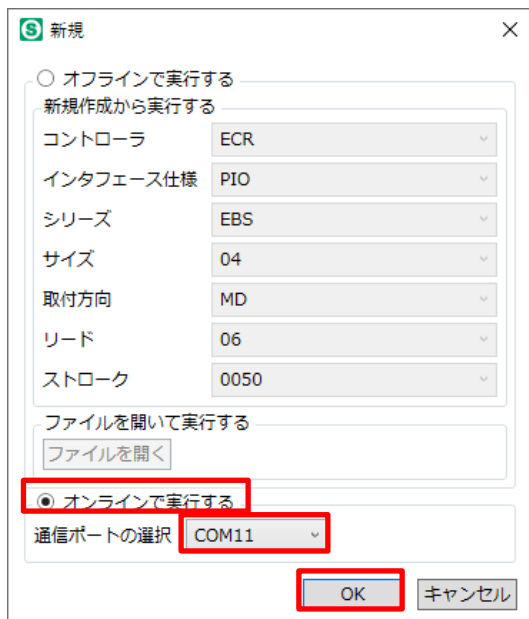 S 新規
オフラインで実行する
新規作成から実行する
コントローラ ECR
インタフェース仕様 PIO
シリーズ EBS
サイズ 04
取付方向 MD
リード 06
ストローク 0050
ファイルを開いて実行する
ファイルを開く
オンラインで実行する
通信ポートの選択 COM11
OK キャンセル